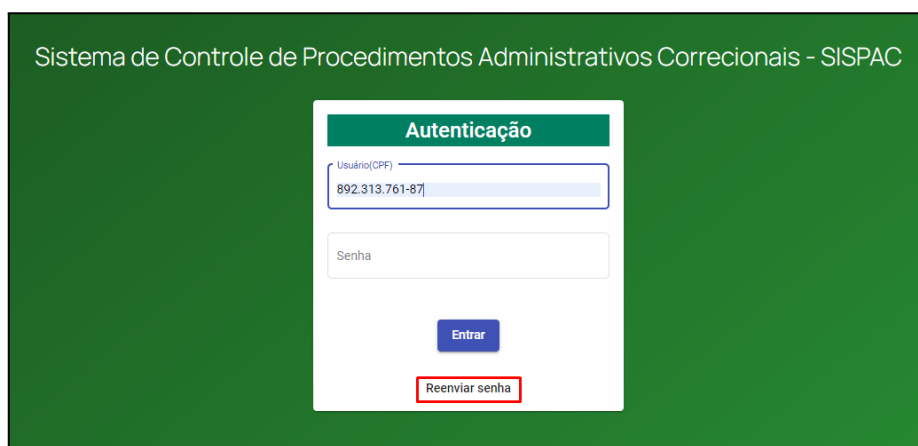 Sistema de Controle de Procedimentos Administrativos Correcionais - SISPAC
Autenticação
Usuário(CPF)
892.313.761-87
Senha
Entrar
Reenviar senha